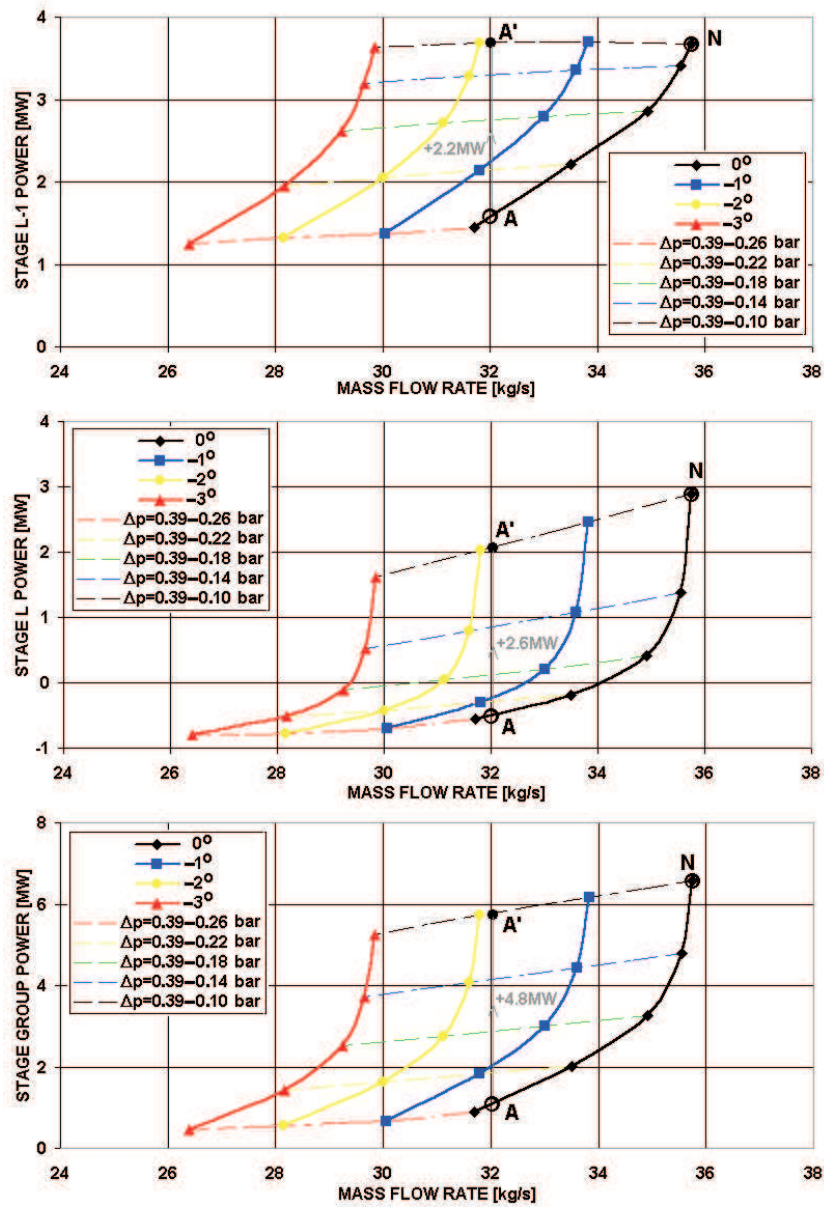 4
3
2
1
0
STAGE L-1 POWER [MW]
A'
N
+2.2MW
A
0°
–1°
–2°
–3°
Δp=0.39–0.26 bar
Δp=0.39–0.22 bar
Δp=0.39–0.18 bar
Δp=0.39–0.14 bar
Δp=0.39–0.10 bar
24 26 28 30 32 34 36 38
MASS FLOW RATE [kg/s]
4
3
2
1
0
-1
STAGE L POWER [MW]
0°
–1°
–2°
–3°
Δp=0.39–0.26 bar
Δp=0.39–0.22 bar
Δp=0.39–0.18 bar
Δp=0.39–0.14 bar
Δp=0.39–0.10 bar
N
A'
+2.6MW
A
24 26 28 30 32 34 36 38
MASS FLOW RATE [kg/s]
8
6
4
2
0
STAGE GROUP POWER [MW]
0°
–1°
–2°
–3°
Δp=0.39–0.26 bar
Δp=0.39–0.22 bar
Δp=0.39–0.18 bar
Δp=0.39–0.14 bar
Δp=0.39–0.10 bar
N
A'
+4.8MW
A
24 26 28 30 32 34 36 38
MASS FLOW RATE [kg/s]